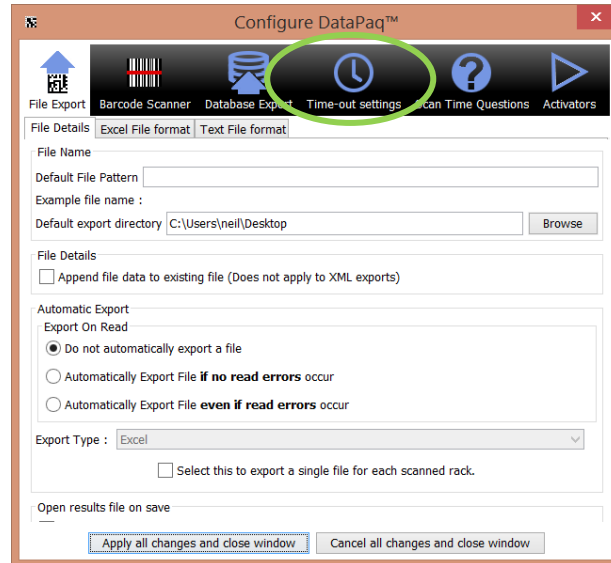 Configure DataPaq™
File Export Barcode Scanner Database Export Time-out settings Scan Time Questions Activators
File Details Excel File format Text File format
File Name
Default File Pattern
Example file name :
Default export directory C:\Users\neil\Desktop Browse
File Details
Append file data to existing file (Does not apply to XML exports)
Automatic Export
Export On Read
Do not automatically export a file
Automatically Export File if no read errors occur
Automatically Export File even if read errors occur
Export Type : Excel
Select this to export a single file for each scanned rack.
Open results file on save
Apply all changes and close window Cancel all changes and close window